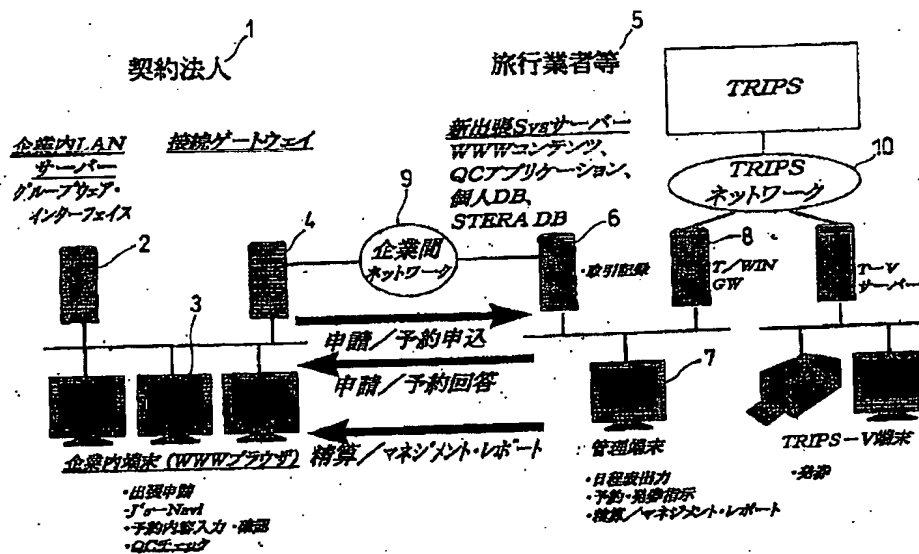 1
契約法人
5
旅行業者等
TRIPS
企業内LAN
サーバー
グループウェア・
インターフェイス
接続ゲートウェイ
新出張Sysサーバー
WWWコンテンツ、
QCアプリケーション、
個人DB、
STERA DB
10
TRIPS
ネットワーク
9
企業間
ネットワーク
2
4
6
・取引記録
8
T/WIN
GW
T-V
サーバー
申請/予約申込
3
申請/予約回答
7
企業内端末(WWWブラウザ)
精算/マネジメント・レポート
管理端末
TRIPS-V端末
・出張申請
・J's-Navi
・予約内容入力・確認
・QCチェック
・日程表出力
・予約・発券指示
・精算/マネジメント・レポート
・発券